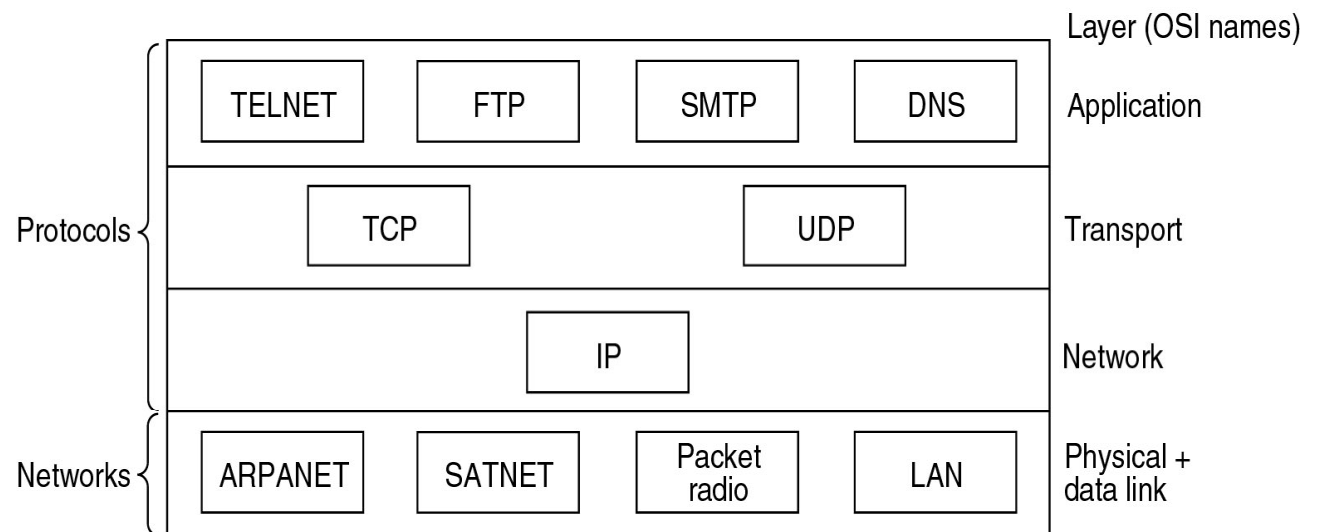 Layer (OSI names)
TELNET FTP SMTP DNS Application
Protocols TCP UDP Transport
IP Network
Networks ARPANET SATNET Packet radio LAN Physical + data link